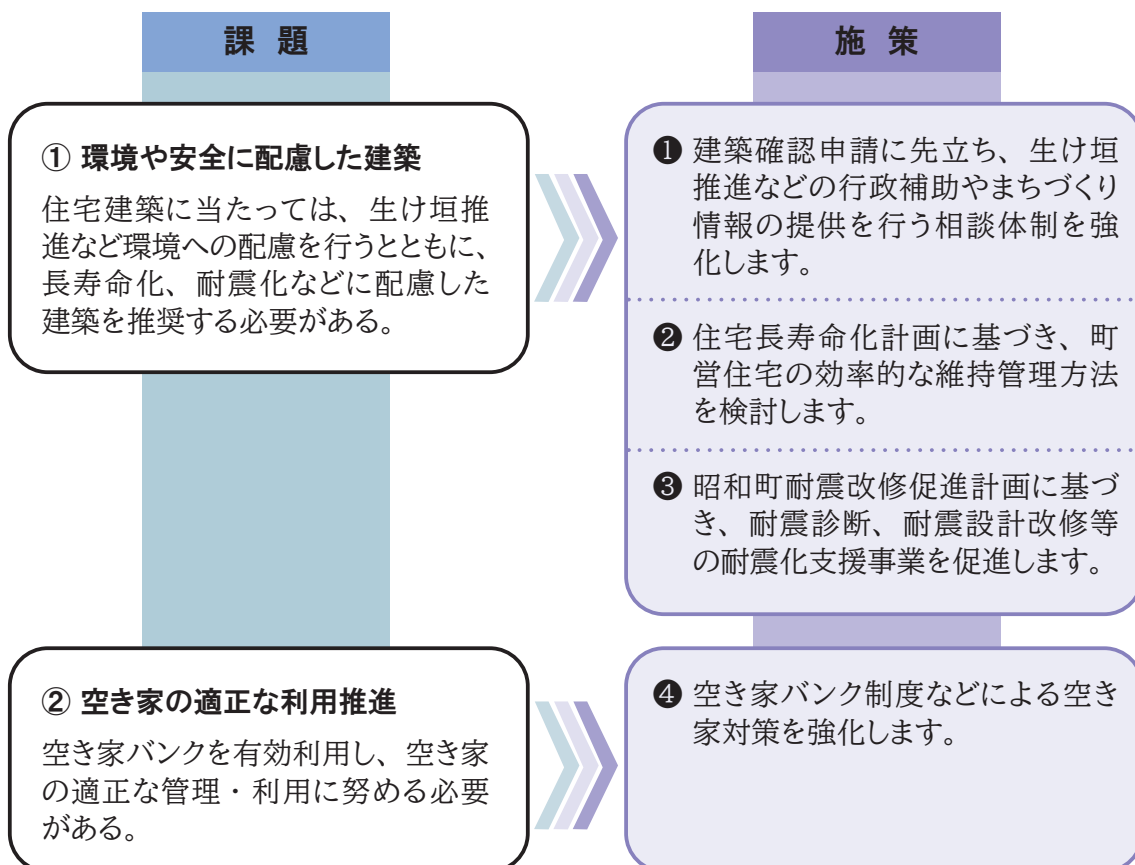 課 題
① 環境や安全に配慮した建築
住宅建築に当たっては、生け垣推
進など環境への配慮を行うとともに、
長寿命化、耐震化などに配慮した
建築を推奨する必要がある。
② 空き家の適正な利用推進
空き家バンクを有効利用し、空き家
の適正な管理・利用に努める必要
がある。
施 策
❶ 建築確認申請に先立ち、生け垣
推進などの行政補助やまちづくり
情報の提供を行う相談体制を強
化します。
❷ 住宅長寿命化計画に基づき、町
営住宅の効率的な維持管理方法
を検討します。
❸ 昭和町耐震改修促進計画に基づ
き、耐震診断、耐震設計改修等
の耐震化支援事業を促進します。
❹ 空き家バンク制度などによる空き
家対策を強化します。